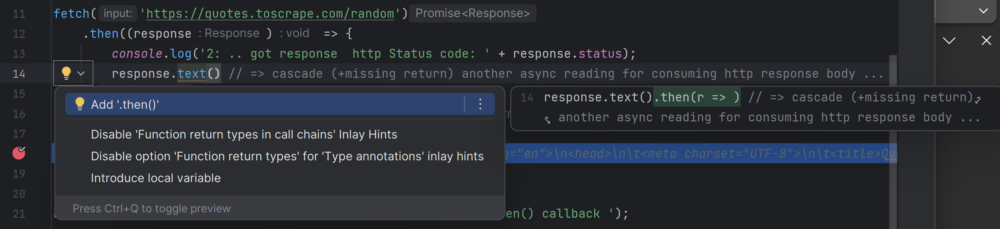 11 fetch( input: 'https://quotes.toscrape.com/random') Promise<Response>
12 .then((response : Response ) : void => {
13 console.log('2: .. got response  http Status code: ' + response.status);
14 response.text() // => cascade (+missing return) another async reading for consuming http response body ...
15
Add '.then()'
14 response.text().then(r => ) // => cascade (+missing return)
another async reading for consuming http response body ...
16
17 Disable 'Function return types in call chains' Inlay Hints
Disable option 'Function return types' for 'Type annotations' inlay hints
="en">\n<head>\n\t<meta charset="UTF-8">\n\t<title>Qu
19 Introduce local variable
20
Press Ctrl+Q to toggle preview
21 en() callback ');